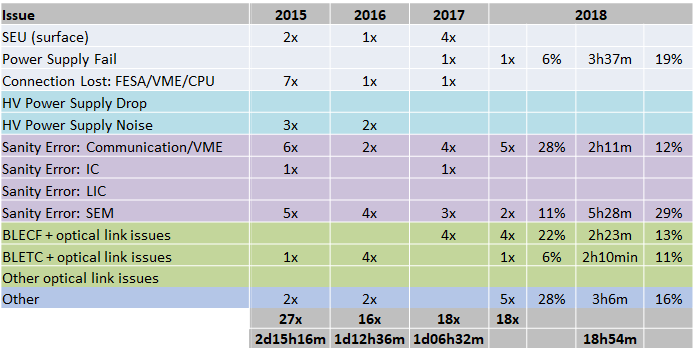 Issue 2015 2016 2017 2018
SEU (surface) 2x 1x 4x
Power Supply Fail 1x 1x 6% 3h37m 19%
Connection Lost: FESA/VME/CPU 7x 1x 1x
HV Power Supply Drop
HV Power Supply Noise 3x 2x
Sanity Error: Communication/VME 6x 2x 4x 5x 28% 2h11m 12%
Sanity Error: IC 1x 1x
Sanity Error: LIC
Sanity Error: SEM 5x 4x 3x 2x 11% 5h28m 29%
BLECF + optical link issues 4x 4x 22% 2h23m 13%
BLETC + optical link issues 1x 4x 1x 6% 2h10min 11%
Other optical link issues
Other 2x 2x 5x 28% 3h6m 16%
27x 16x 18x 18x
2d15h16m 1d12h36m 1d06h32m 18h54m